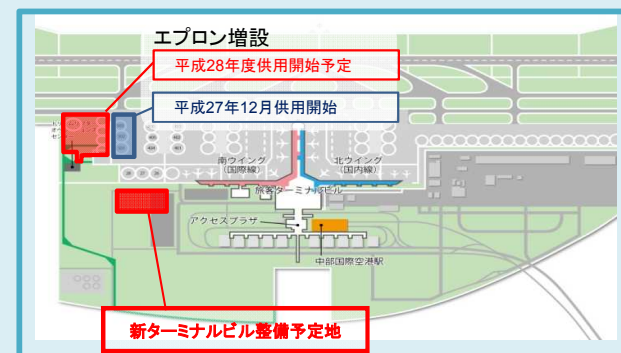 エプロン増設
平成28年度供用開始予定
平成27年12月供用開始
南ウイング
(国際線)
北ウイング
(国内線)
旅客ターミナルビル
アクセスプラザ
中部国際空港駅
新ターミナルビル整備予定地